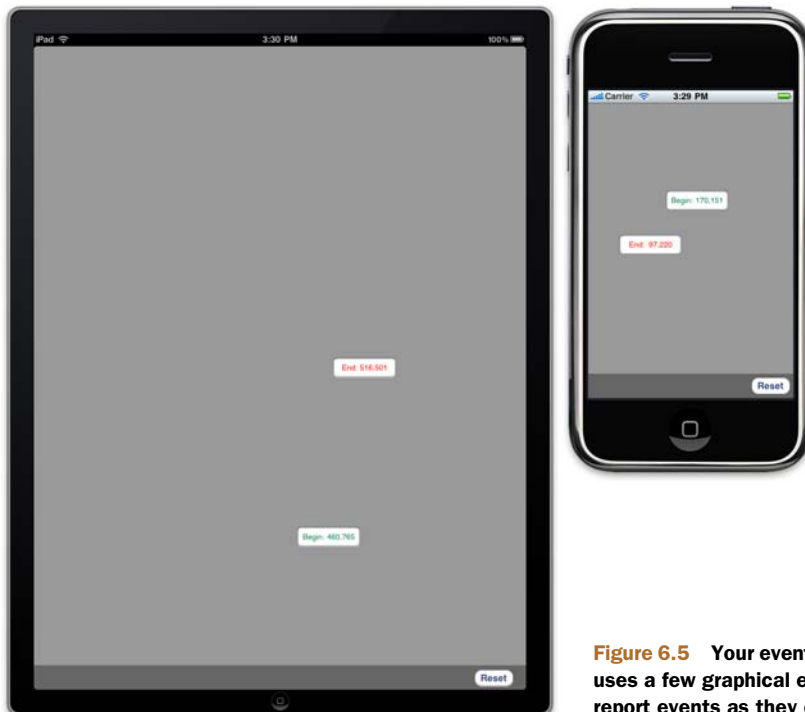 iPad 3:30 PM 100%
End: 516,501
Begin: 460,765
Reset
Carrier 3:29 PM
Begin: 170,151
End: 97,220
Reset
Figure 6.5 Your event
uses a few graphical e
report events as they